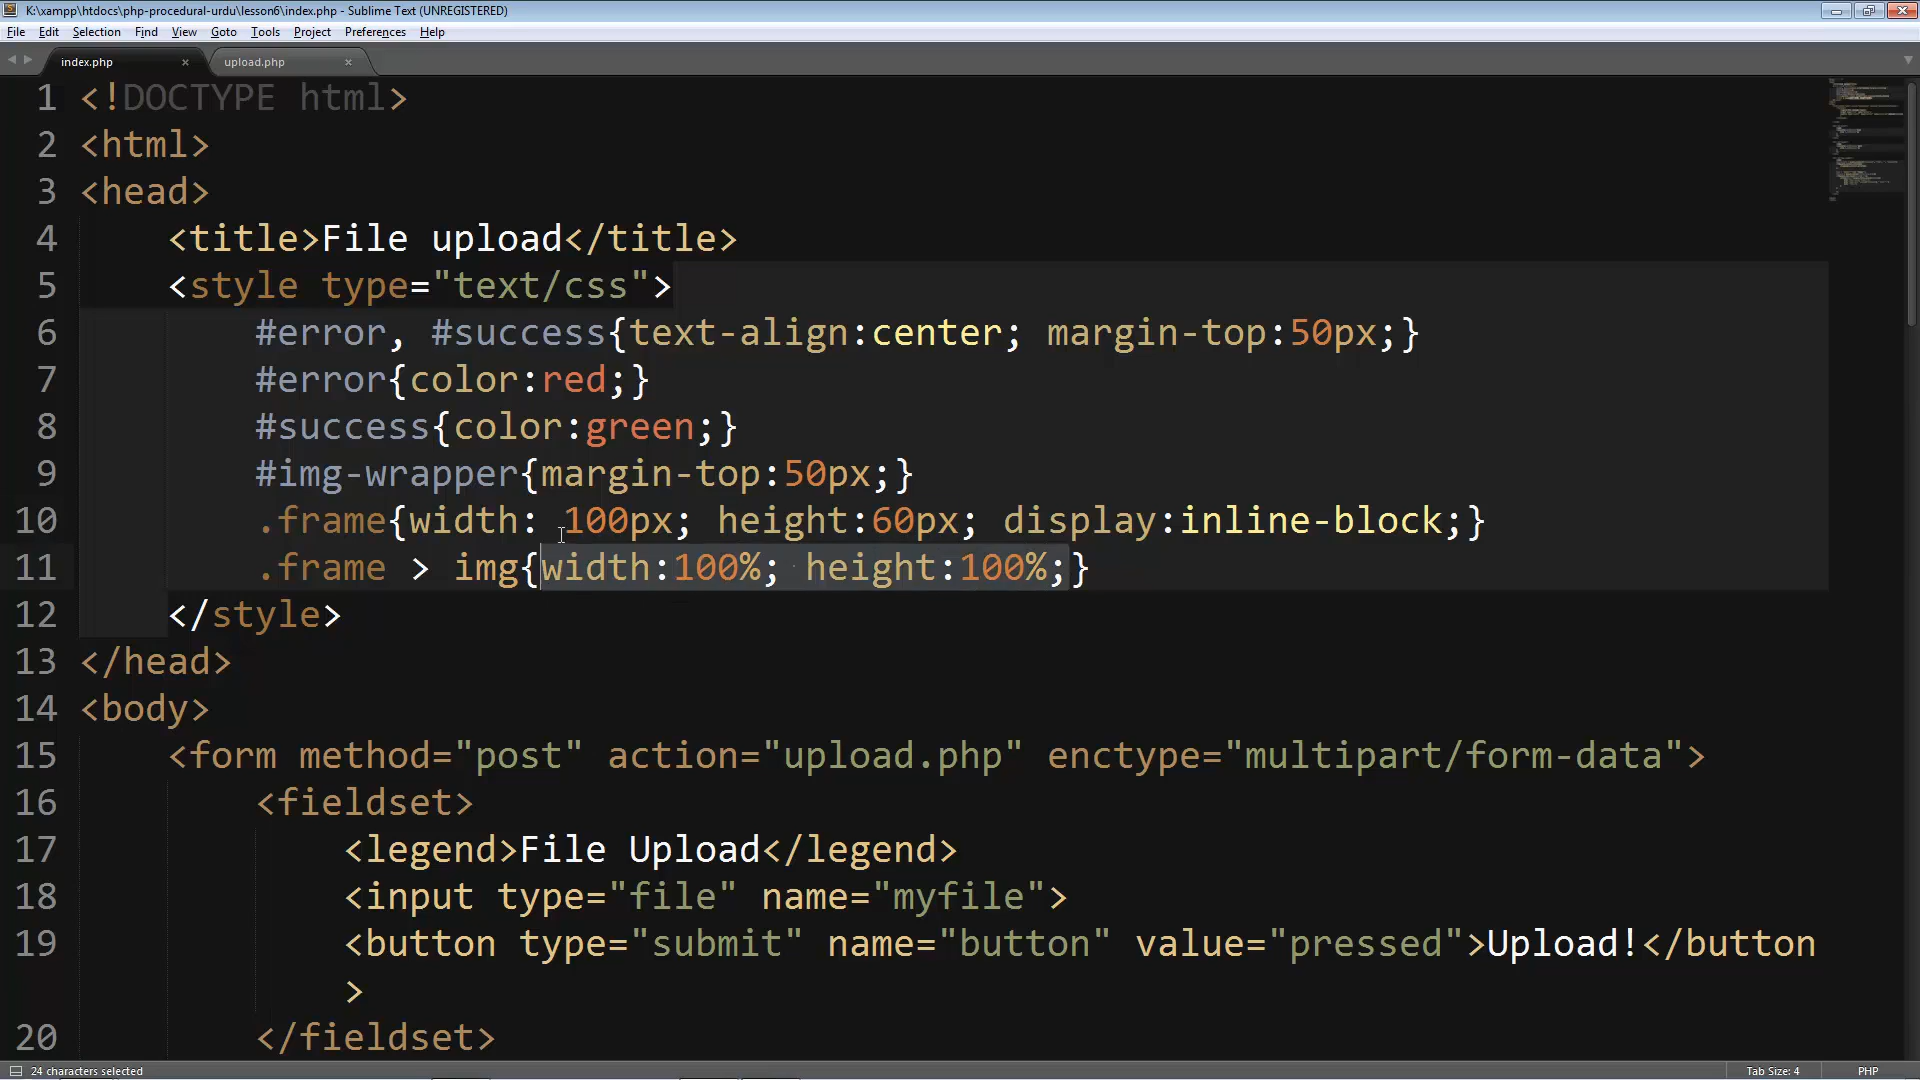 K:\xampp\htdocs\php-procedural-urdu\lesson6\index.php - Sublime Text (UNREGISTERED)
File Edit Selection Find View Goto Tools Project Preferences Help
index.php × upload.php ×
1 <!DOCTYPE html>
2 <html>
3 <head>
4 <title>File upload</title>
5 <style type="text/css">
6 #error, #success{text-align:center; margin-top:50px;}
7 #error{color:red;}
8 #success{color:green;}
9 #img-wrapper{margin-top:50px;}
10 .frame{width: 100px; height:60px; display:inline-block;}
11 .frame > img{width:100%; height:100%;}
12 </style>
13 </head>
14 <body>
15 <form method="post" action="upload.php" enctype="multipart/form-data">
16 <fieldset>
17 <legend>File Upload</legend>
18 <input type="file" name="myfile">
19 <button type="submit" name="button" value="pressed">Upload!</button
>
20 </fieldset>
24 characters selected Tab Size: 4 PHP